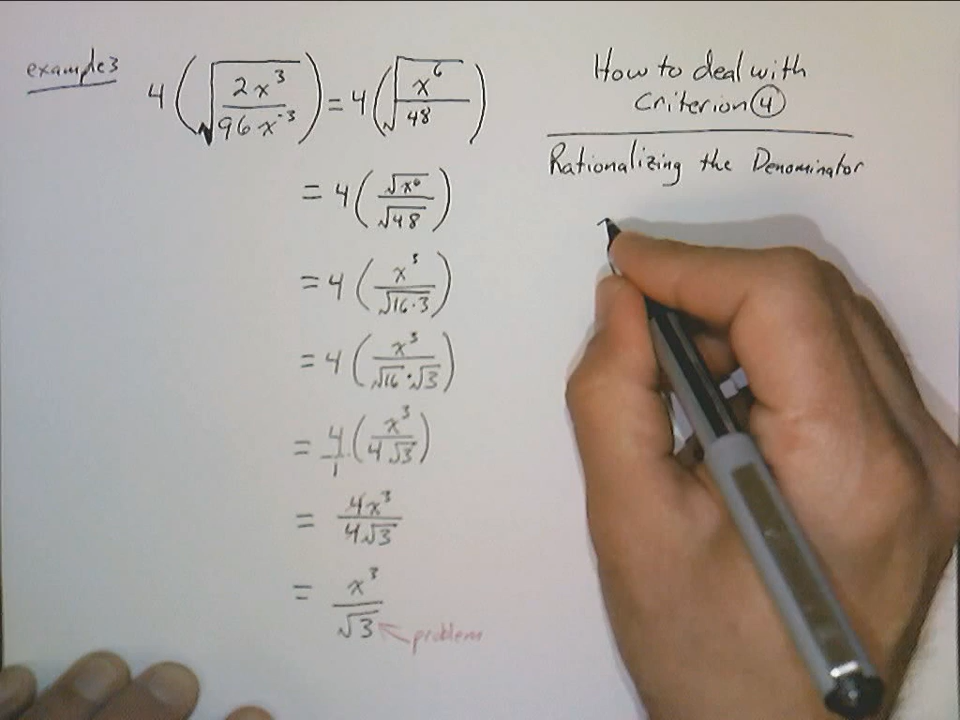 example 3
4(√(2x³/96x⁻³)) = 4(√(x⁶/48))
= 4(√x⁶/√48)
= 4(x³/√16·3)
= 4(x³/√16·√3)
= 4/1·(x³/4√3)
= 4x³/4√3
= x³/√3 ← problem
How to deal with
Criterion ④
Rationalizing the Denominator